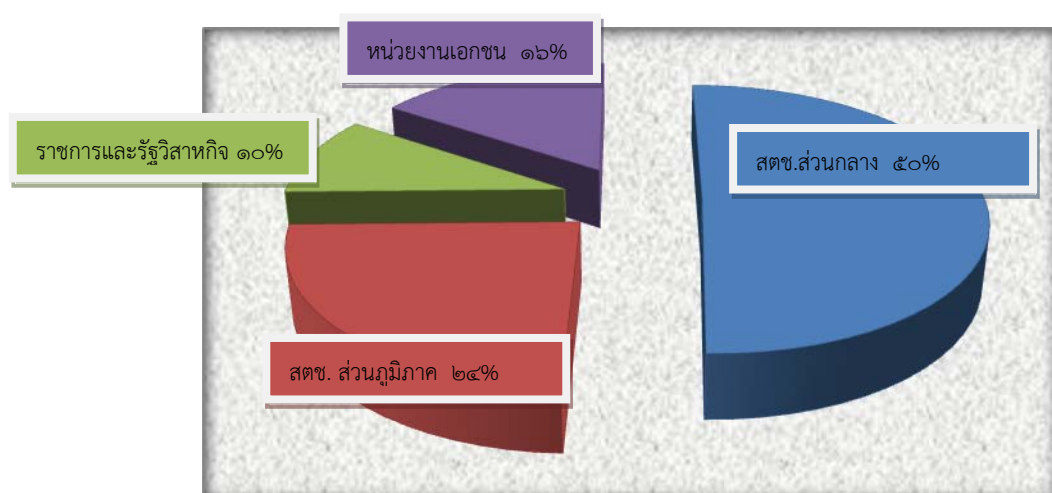 หน่วยงานเอกชน ๑๖%
ราชการและรัฐวิสาหกิจ ๑๐%
สตช.ส่วนกลาง ๕๐%
สตช. ส่วนภูมิภาค ๒๔%